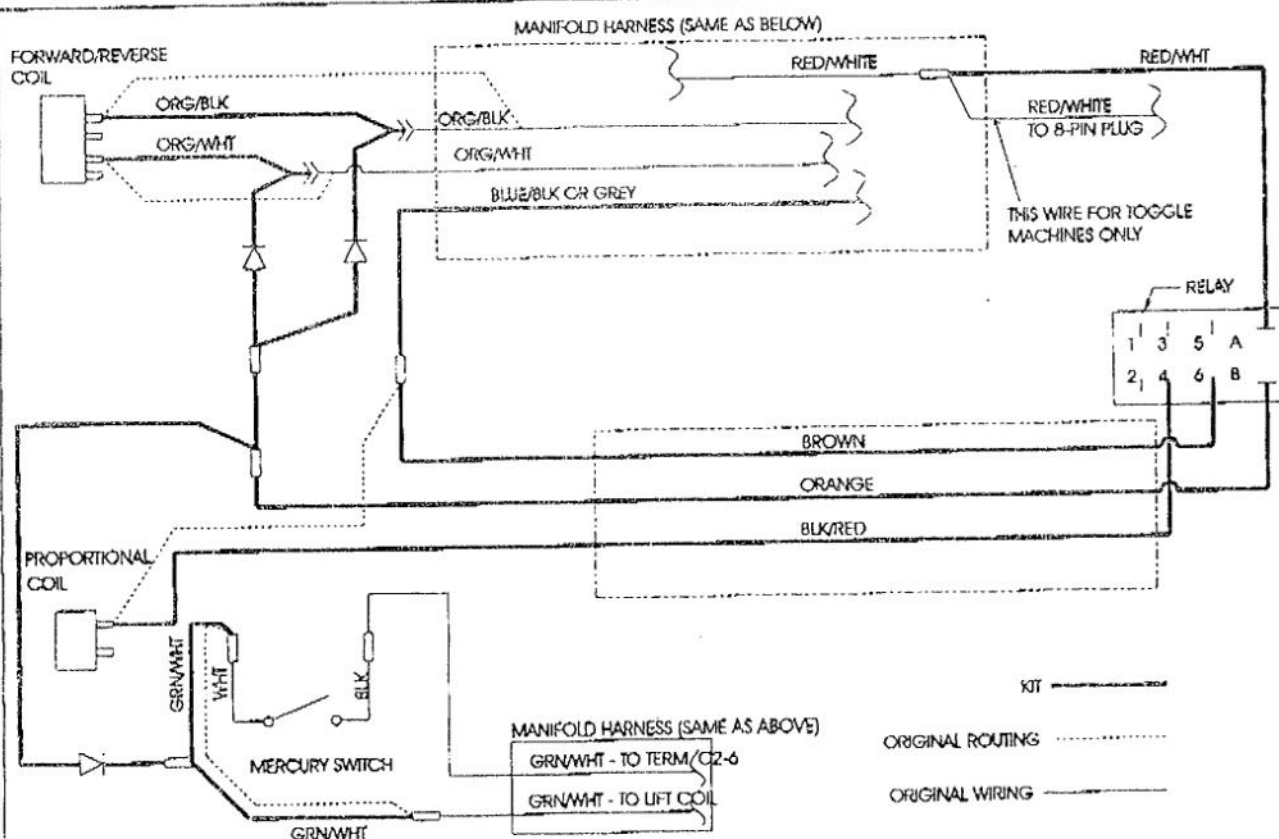 MANIFOLD HARNESS (SAME AS BELOW)
FORWARD/REVERSE
COIL
RED/WHITE
RED/WHT
ORG/BLK
ORG/BLK
RED/WHITE
TO 8-PIN PLUG
ORG/WHT
ORG/WHT
BLUE/BLK OR GREY
THIS WIRE FOR TOGGLE
MACHINES ONLY
RELAY
1 3 5 A
2 4 6 B
BROWN
ORANGE
BLK/RED
PROPORTIONAL
COIL
GRN/WHT
WHT
BLK
KIT
MANIFOLD HARNESS (SAME AS ABOVE)
ORIGINAL ROUTING
GRN/WHT - TO TERM/C2-6
MERCURY SWITCH
GRN/WHT - TO LIFT COIL
ORIGINAL WIRING
GRN/WHT